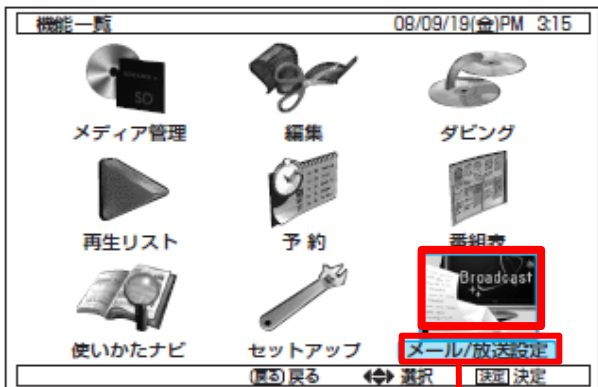 機能一覧 08/09/19(金)PM 3:15
SD
メディア管理 編集 ダビング
再生リスト 予約 番組表
Broadcast
使いかたナビ セットアップ メール/放送設定
戻る 戻る 選択 決定 決定